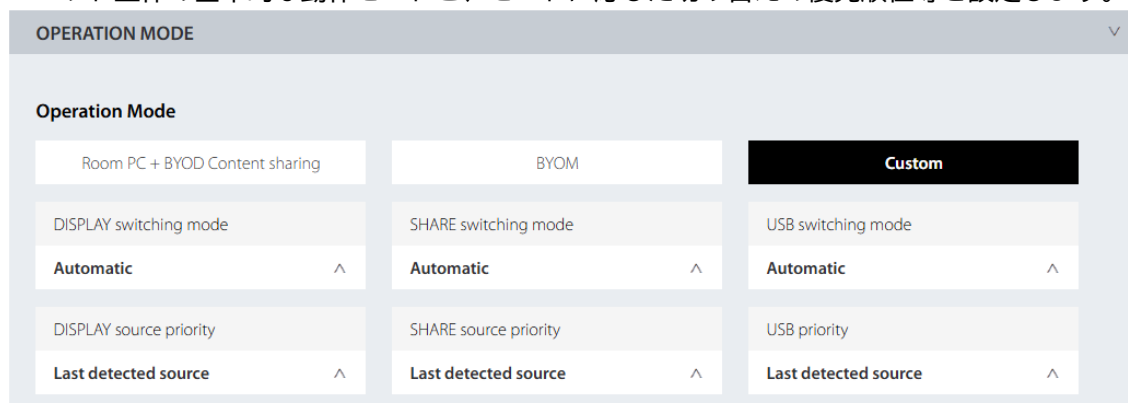 OPERATION MODE
Operation Mode
Room PC + BYOD Content sharing BYOM Custom
DISPLAY switching mode SHARE switching mode USB switching mode
Automatic Automatic Automatic
DISPLAY source priority SHARE source priority USB priority
Last detected source Last detected source Last detected source